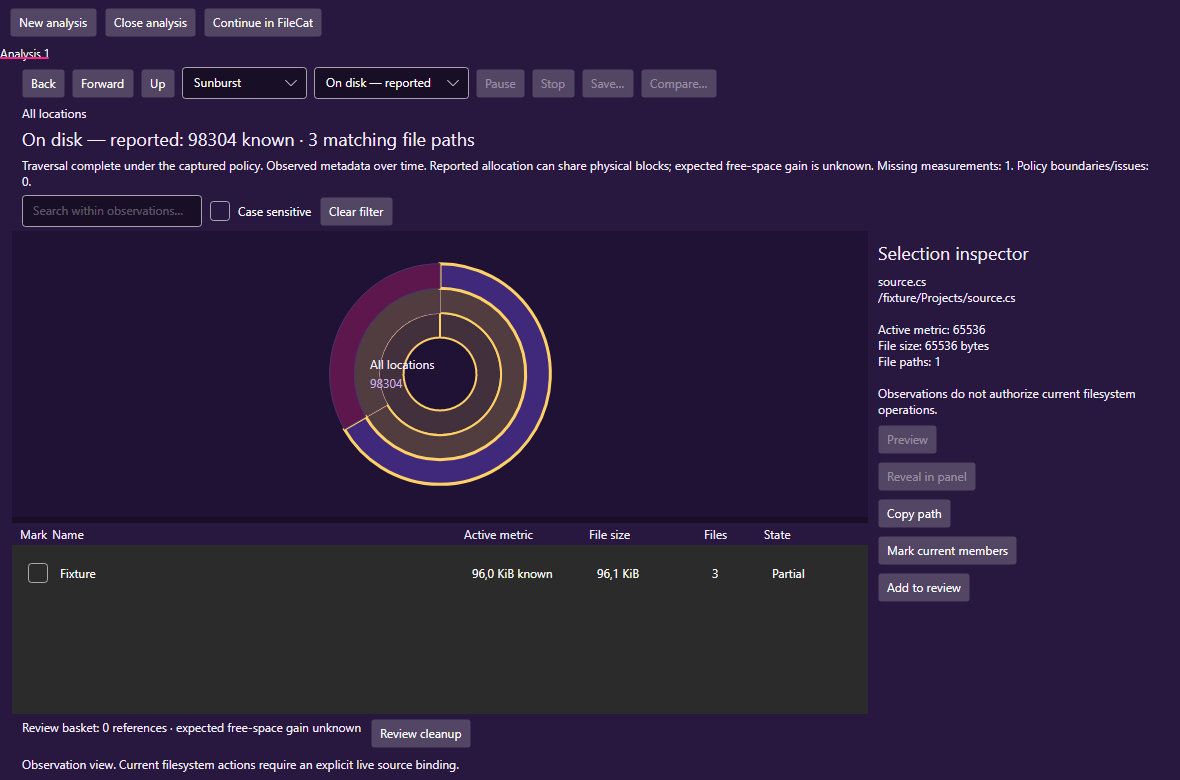 New analysis Close analysis Continue in FileCat
Analysis 1
Back Forward Up Sunburst On disk — reported Pause Stop Save... Compare...
All locations
On disk — reported: 98304 known · 3 matching file paths
Traversal complete under the captured policy. Observed metadata over time. Reported allocation can share physical blocks; expected free-space gain is unknown. Missing measurements: 1. Policy boundaries/issues:
0.
Search within observations... Case sensitive Clear filter
All locations
98304
Selection inspector
source.cs
/fixture/Projects/source.cs
Active metric: 65536
File size: 65536 bytes
File paths: 1
Observations do not authorize current filesystem
operations.
Preview
Reveal in panel
Copy path
Mark current members
Add to review
Mark Name Active metric File size Files State
Fixture 96,0 KiB known 96,1 KiB 3 Partial
Review basket: 0 references · expected free-space gain unknown Review cleanup
Observation view. Current filesystem actions require an explicit live source binding.